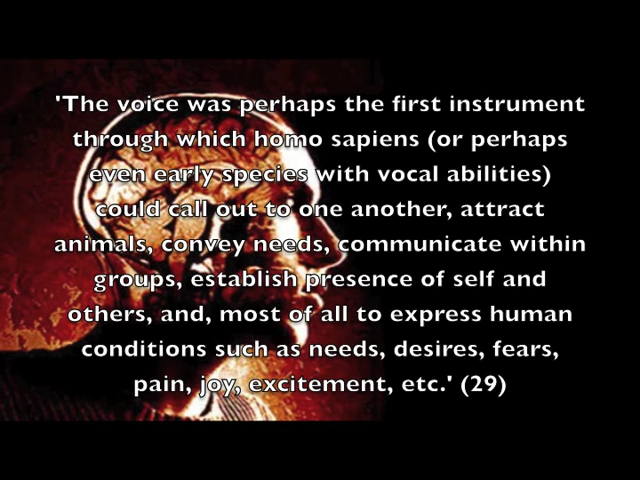 'The voice was perhaps the first instrument
through which homo sapiens (or perhaps
even early species with vocal abilities)
could call out to one another, attract
animals, convey needs, communicate within
groups, establish presence of self and
others, and, most of all to express human
conditions such as needs, desires, fears,
pain, joy, excitement, etc.' (29)